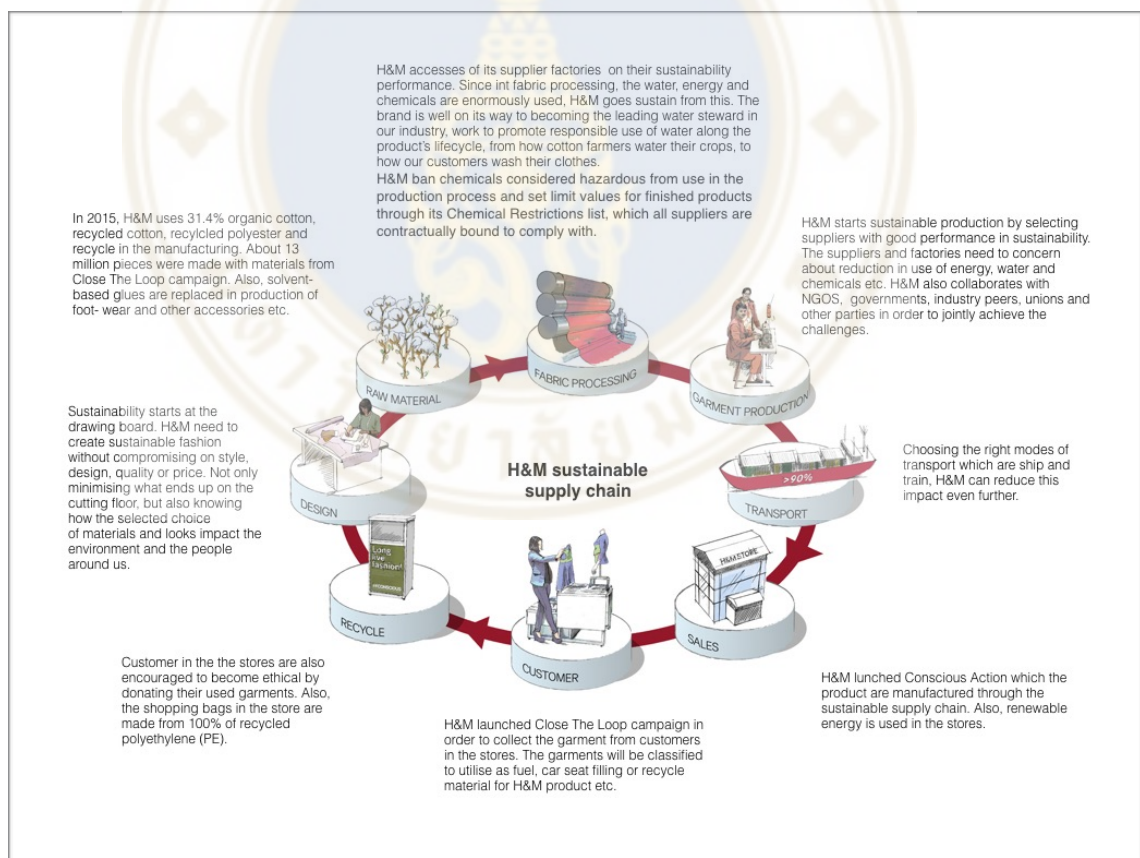 H&M accesses of its supplier factories on their sustainability
performance. Since int fabric processing, the water, energy and
chemicals are enormously used, H&M goes sustain from this. The
brand is well on its way to becoming the leading water steward in
our industry, work to promote responsible use of water along the
product's lifecycle, from how cotton farmers water their crops, to
how our customers wash their clothes.
H&M ban chemicals considered hazardous from use in the
production process and set limit values for finished products
through its Chemical Restrictions list, which all suppliers are
contractually bound to comply with.
In 2015, H&M uses 31.4% organic cotton,
recycled cotton, recylcled polyester and
recycle in the manufacturing. About 13
million pieces were made with materials from
Close The Loop campaign. Also, solvent-
based glues are replaced in production of
foot- wear and other accessories etc.
H&M starts sustainable production by selecting
suppliers with good performance in sustainability.
The suppliers and factories need to concern
about reduction in use of energy, water and
chemicals etc. H&M also collaborates with
NGOS, governments, industry peers, unions and
other parties in order to jointly achieve the
challenges.
RAW MATERIAL
FABRIC PROCESSING
GARMENT PRODUCTION
Sustainability starts at the
drawing board. H&M need to
create sustainable fashion
without compromising on style,
design, quality or price. Not only
minimising what ends up on the
cutting floor, but also knowing
how the selected choice
of materials and looks impact the
environment and the people
around us.
DESIGN
H&M sustainable
supply chain
>90%
TRANSPORT
Choosing the right modes of
transport which are ship and
train, H&M can reduce this
impact even further.
Long
live
fashion!
#HMCONSCIOUS
RECYCLE
H&M STORE
SALES
CUSTOMER
Customer in the the stores are also
encouraged to become ethical by
donating their used garments. Also,
the shopping bags in the store are
made from 100% of recycled
polyethylene (PE).
H&M launched Close The Loop campaign in
order to collect the garment from customers
in the stores. The garments will be classified
to utilise as fuel, car seat filling or recycle
material for H&M product etc.
H&M lunched Conscious Action which the
product are manufactured through the
sustainable supply chain. Also, renewable
energy is used in the stores.